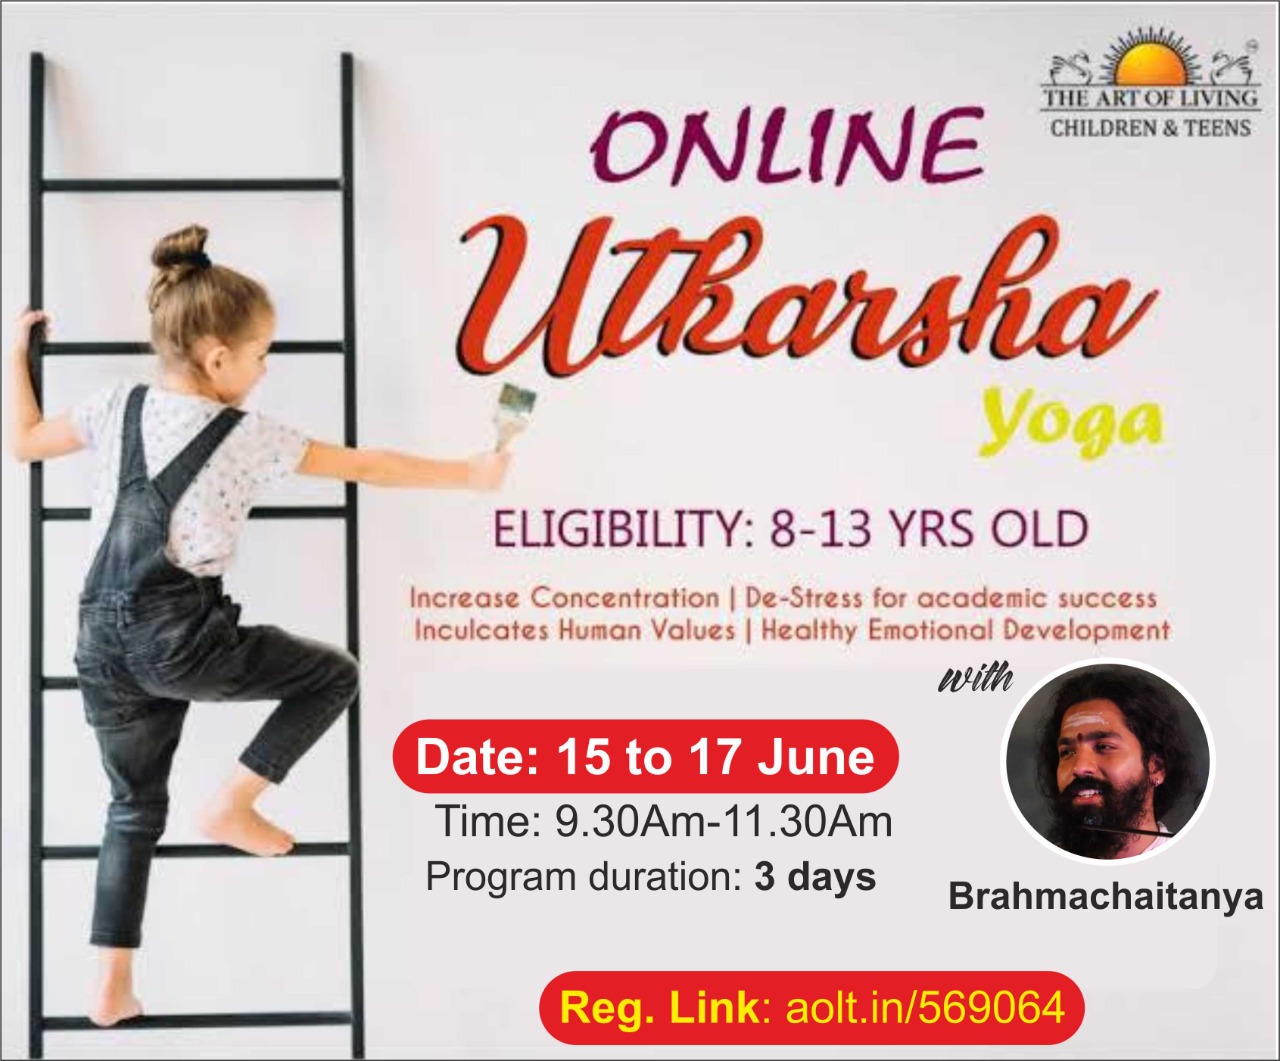 THE ART OF LIVING
CHILDREN & TEENS
ONLINE
Utkarsha
Yoga
ELIGIBILITY: 8-13 YRS OLD
Increase Concentration | De-Stress for academic success
Inculcates Human Values | Healthy Emotional Development
with
Date: 15 to 17 June
Time: 9.30Am-11.30Am
Program duration: 3 days
Brahmachaitanya
Reg. Link: aolt.in/569064